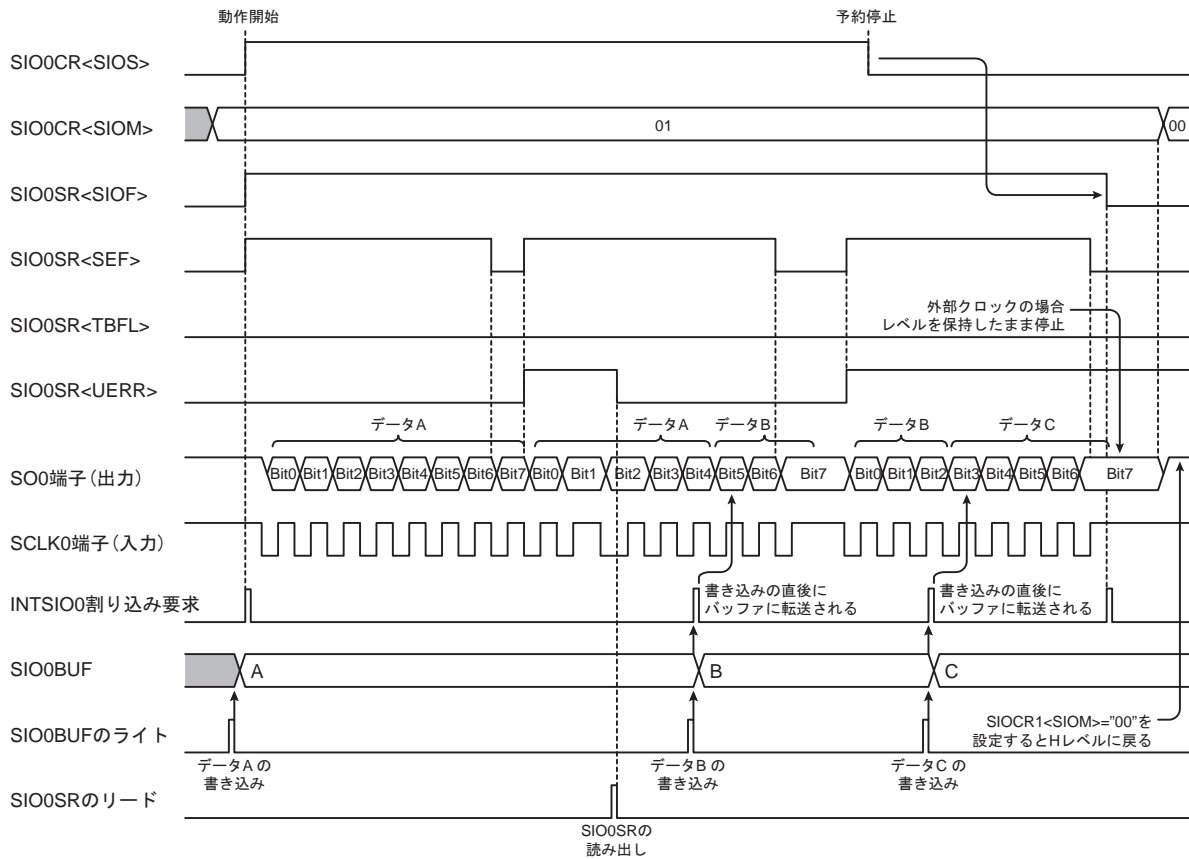 動作開始
予約停止
SIO0CR<SIOS>
SIO0CR<SIOM>
01
00
SIO0SR<SIOF>
SIO0SR<SEF>
外部クロックの場合
レベルを保持したまま停止
SIO0SR<TBFL>
SIO0SR<UERR>
データA
データA
データB
データB
データC
SO0端子(出力)
Bit0 Bit1 Bit2 Bit3 Bit4 Bit5 Bit6 Bit7 Bit0 Bit1 Bit2 Bit3 Bit4 Bit5 Bit6 Bit7 Bit0 Bit1 Bit2 Bit3 Bit4 Bit5 Bit6 Bit7
SCLK0端子(入力)
INTSIO0割り込み要求
書き込みの直後に
バッファに転送される
書き込みの直後に
バッファに転送される
SIO0BUF
A
B
C
SIO0BUFのライト
SIOCR1<SIOM>="00"を
設定するとHレベルに戻る
データA の
書き込み
データB の
書き込み
データC の
書き込み
SIO0SRのリード
SIO0SRの
読み出し